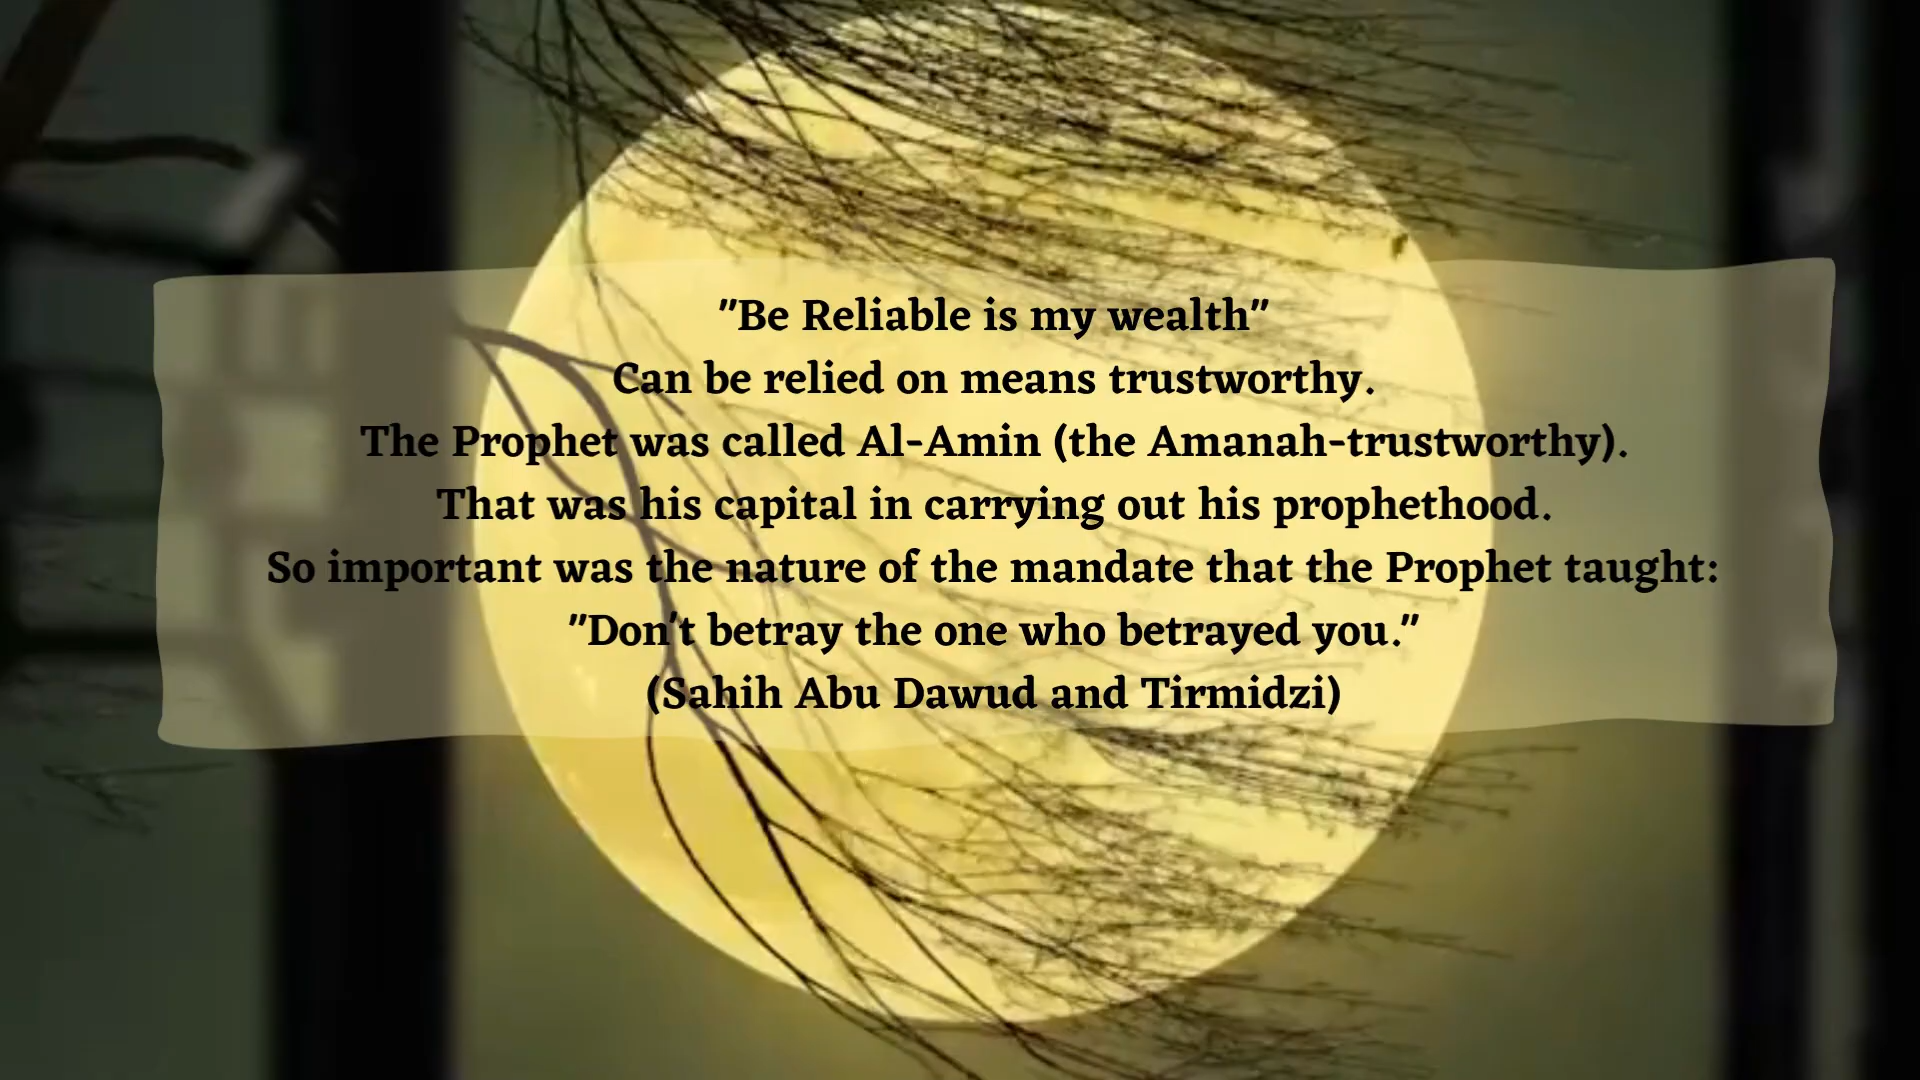 "Be Reliable is my wealth"
Can be relied on means trustworthy.
The Prophet was called Al-Amin (the Amanah-trustworthy).
That was his capital in carrying out his prophethood.
So important was the nature of the mandate that the Prophet taught:
"Don't betray the one who betrayed you."
(Sahih Abu Dawud and Tirmidzi)